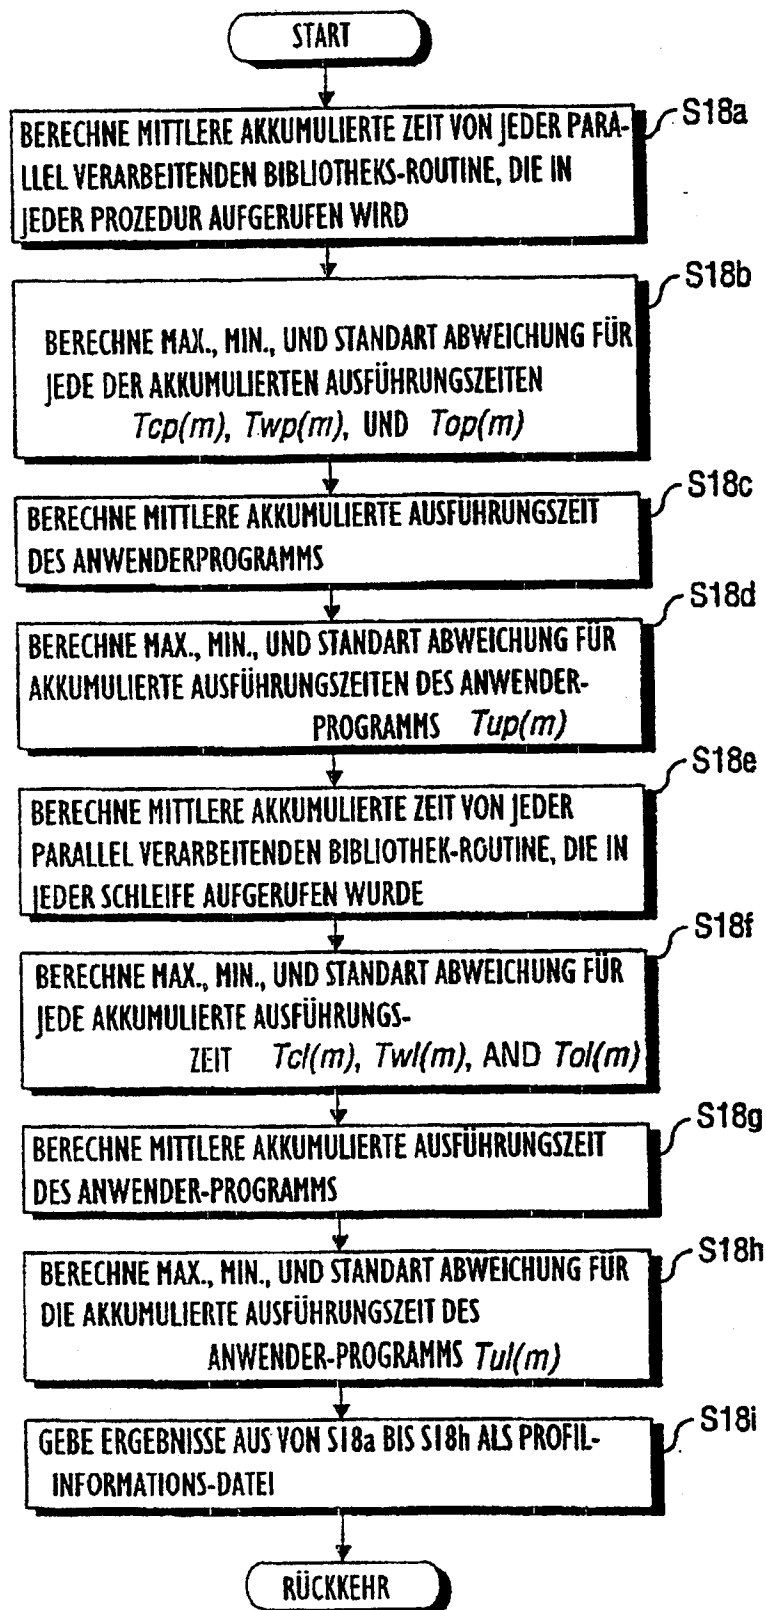 START
S18a
BERECHNE MITTLERE AKKUMULIERTE ZEIT VON JEDER PARA-
LLEL VERARBEITENDEN BIBLIOTHEKS-ROUTINE, DIE IN
JEDER PROZEDUR AUFGERUFEN WIRD
S18b
BERECHNE MAX., MIN., UND STANDART ABWEICHUNG FÜR
JEDE DER AKKUMULIERTEN AUSFÜHRUNGSZEITEN
Tcp(m), Twp(m), UND Top(m)
S18c
BERECHNE MITTLERE AKKUMULIERTE AUSFÜHRUNGSZEIT
DES ANWENDERPROGRAMMS
S18d
BERECHNE MAX., MIN., UND STANDART ABWEICHUNG FÜR
AKKUMULIERTE AUSFÜHRUNGSZEITEN DES ANWENDER-
PROGRAMMS Tup(m)
S18e
BERECHNE MITTLERE AKKUMULIERTE ZEIT VON JEDER
PARALLEL VERARBEITENDEN BIBLIOTHEK-ROUTINE, DIE IN
JEDER SCHLEIFE AUFGERUFEN WURDE
S18f
BERECHNE MAX., MIN., UND STANDART ABWEICHUNG FÜR
JEDE AKKUMULIERTE AUSFÜHRUNGS-
ZEIT Tcl(m), Twl(m), AND Tol(m)
S18g
BERECHNE MITTLERE AKKUMULIERTE AUSFÜHRUNGSZEIT
DES ANWENDER-PROGRAMMS
S18h
BERECHNE MAX., MIN., UND STANDART ABWEICHUNG FÜR
DIE AKKUMULIERTE AUSFÜHRUNGSZEIT DES
ANWENDER-PROGRAMMS Tul(m)
S18i
GEBE ERGEBNISSE AUS VON S18a BIS S18h ALS PROFIL-
INFORMATIONS-DATEI
RÜCKKEHR